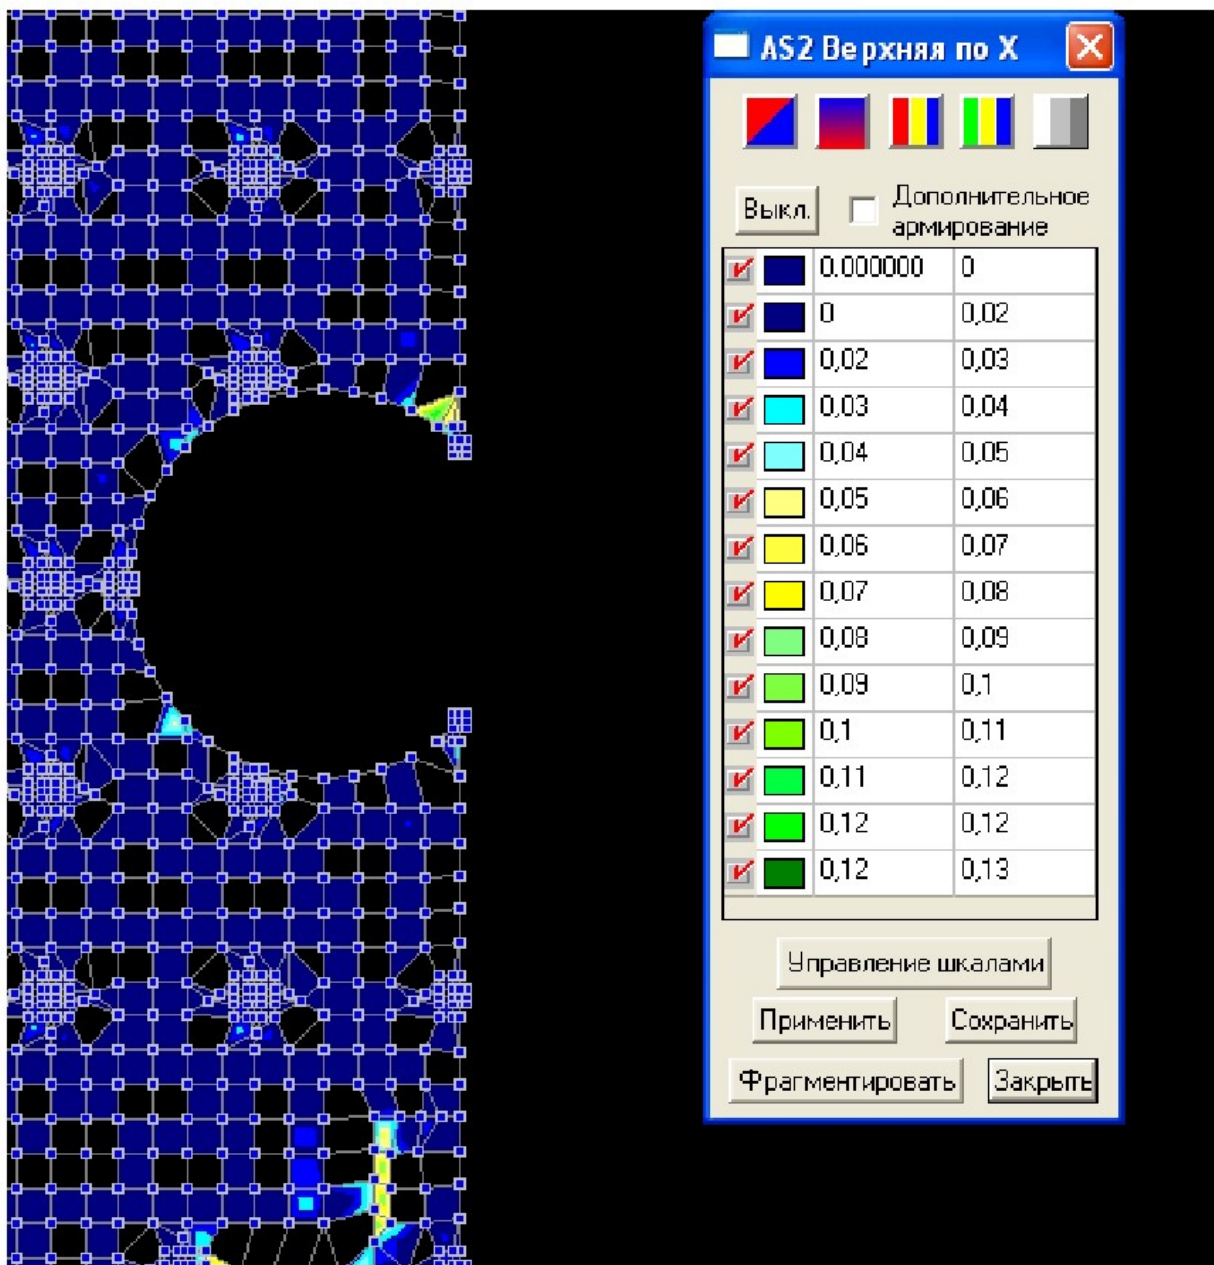 AS2 Верхняя по X
Выкл.
Дополнительное
армирование
0.000000 0
0 0,02
0,02 0,03
0,03 0,04
0,04 0,05
0,05 0,06
0,06 0,07
0,07 0,08
0,08 0,09
0,09 0,1
0,1 0,11
0,11 0,12
0,12 0,12
0,12 0,13
Управление шкалами
Применить Сохранить
Фрагментировать Закрыть